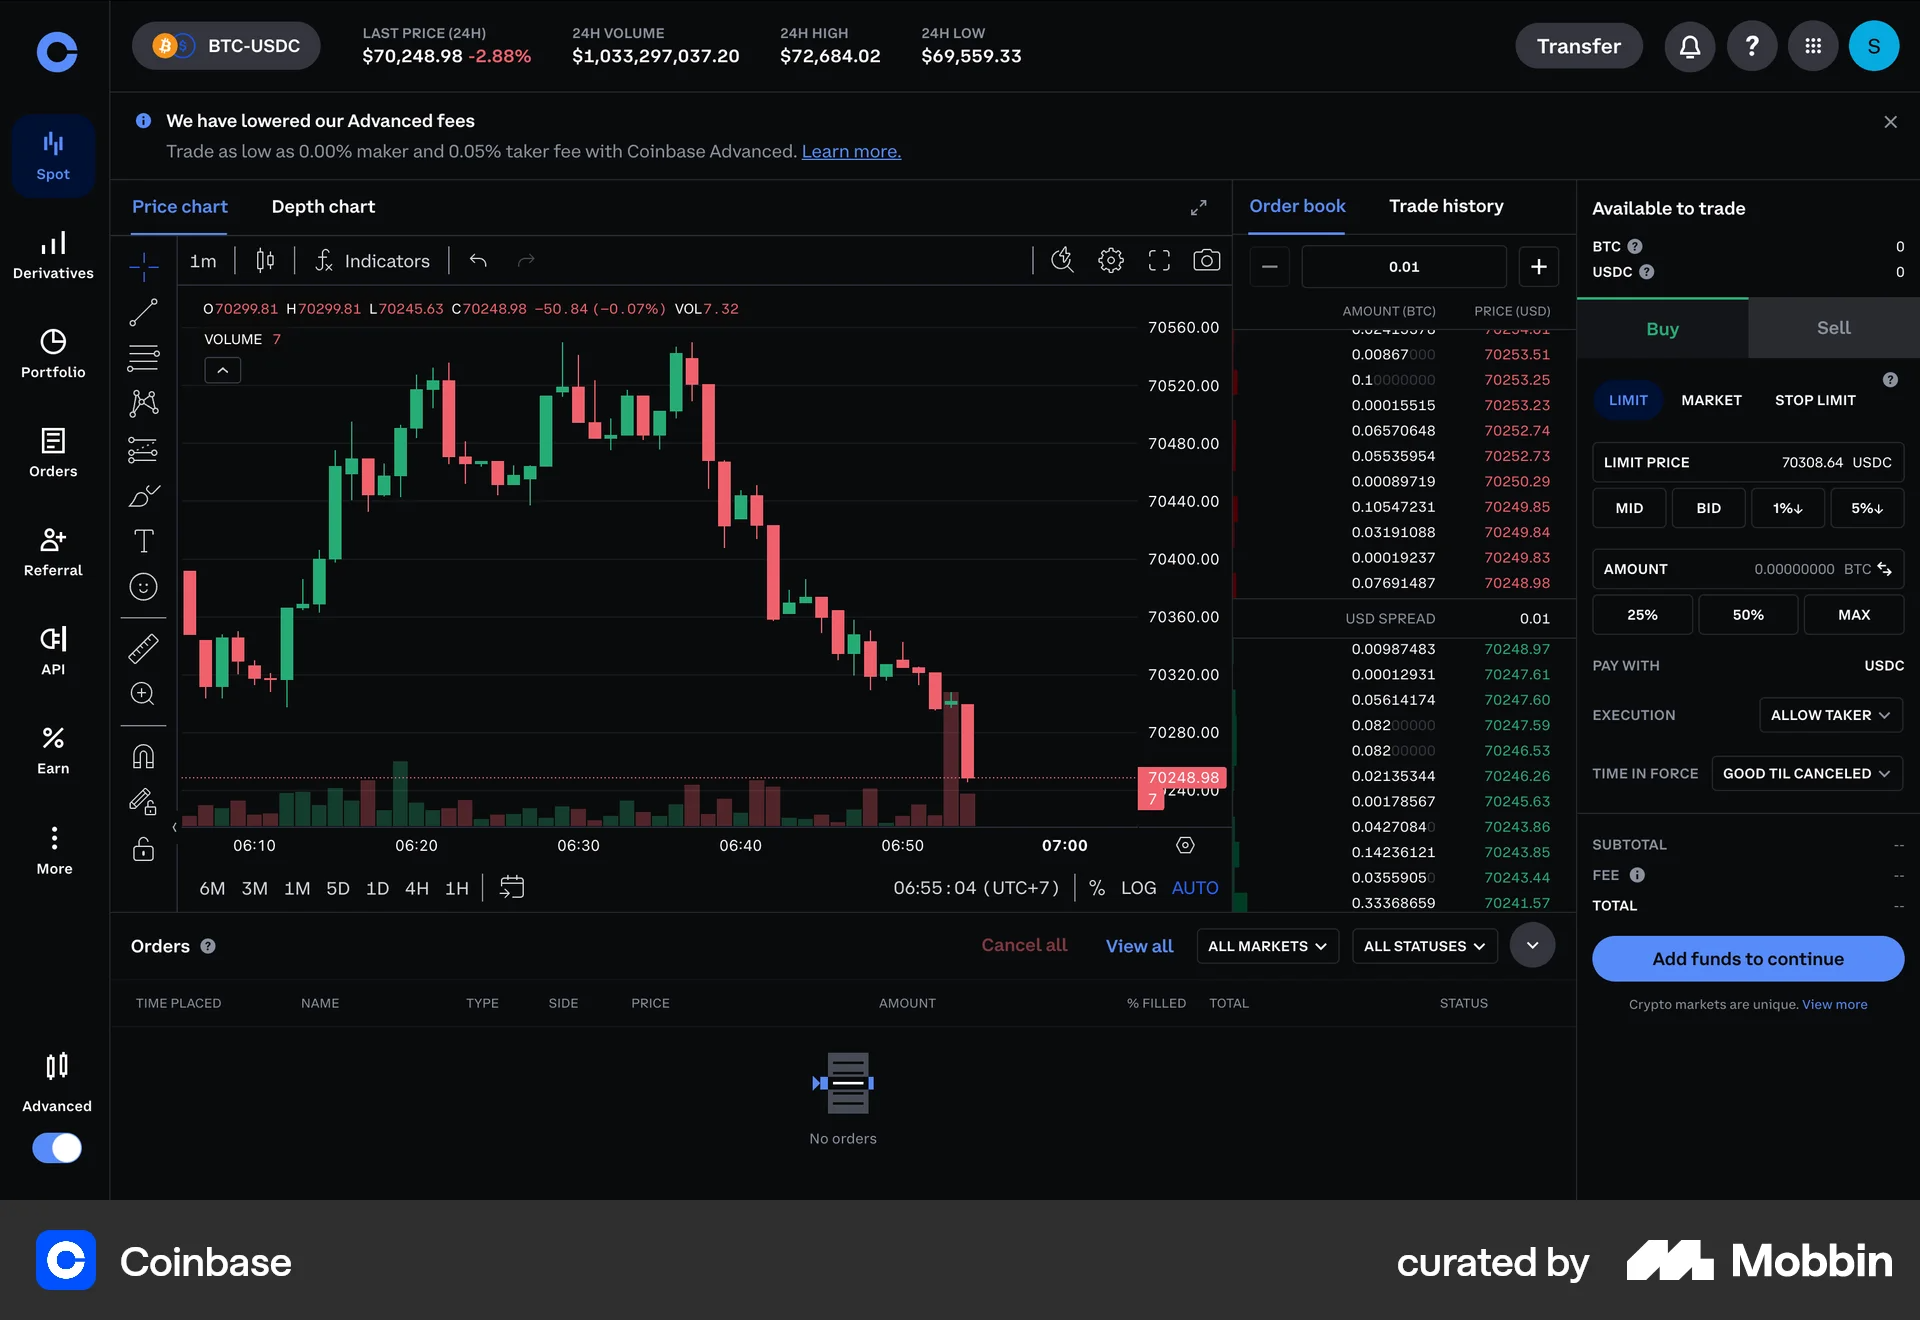 BTC-USDC
LAST PRICE (24H)
$70,248.98 -2.88%
24H VOLUME
$1,033,297,037.20
24H HIGH
$72,684.02
24H LOW
$69,559.33
Transfer
?
S
We have lowered our Advanced fees
Trade as low as 0.00% maker and 0.05% taker fee with Coinbase Advanced. Learn more.
Spot
Derivatives
Portfolio
Orders
Referral
API
Earn
More
Advanced
Price chart
Depth chart
1m
Indicators
O70299.81 H70299.81 L70245.63 C70248.98 −50.84 (−0.07%) VOL7.32
VOLUME 7
70560.00
70520.00
70480.00
70440.00
70400.00
70360.00
70320.00
70280.00
70248.98
7
06:10
06:20
06:30
06:40
06:50
07:00
6M 3M 1M 5D 1D 4H 1H
06:55:04 (UTC+7)
% LOG AUTO
Order book
Trade history
0.01
AMOUNT (BTC) PRICE (USD)
0.00867000 70253.51
0.10000000 70253.25
0.00015515 70253.23
0.06570648 70252.74
0.05535954 70252.73
0.00089719 70250.29
0.10547231 70249.85
0.03191088 70249.84
0.00019237 70249.83
0.07691487 70248.98
USD SPREAD 0.01
0.00987483 70248.97
0.00012931 70247.61
0.05614174 70247.60
0.08200000 70247.59
0.08200000 70246.53
0.02135344 70246.26
0.00178567 70245.63
0.04270840 70243.86
0.14236121 70243.85
0.03559050 70243.44
0.33368659 70241.57
Available to trade
BTC ? 0
USDC ? 0
Buy
Sell
?
LIMIT
MARKET
STOP LIMIT
LIMIT PRICE 70308.64 USDC
MID
BID
1%↓
5%↓
AMOUNT 0.00000000 BTC
25%
50%
MAX
PAY WITH USDC
EXECUTION ALLOW TAKER
TIME IN FORCE GOOD TIL CANCELED
SUBTOTAL --
FEE --
TOTAL --
Add funds to continue
Crypto markets are unique. View more
Orders ?
Cancel all
View all
ALL MARKETS
ALL STATUSES
TIME PLACED NAME TYPE SIDE PRICE AMOUNT % FILLED TOTAL STATUS
No orders
Coinbase
curated by Mobbin